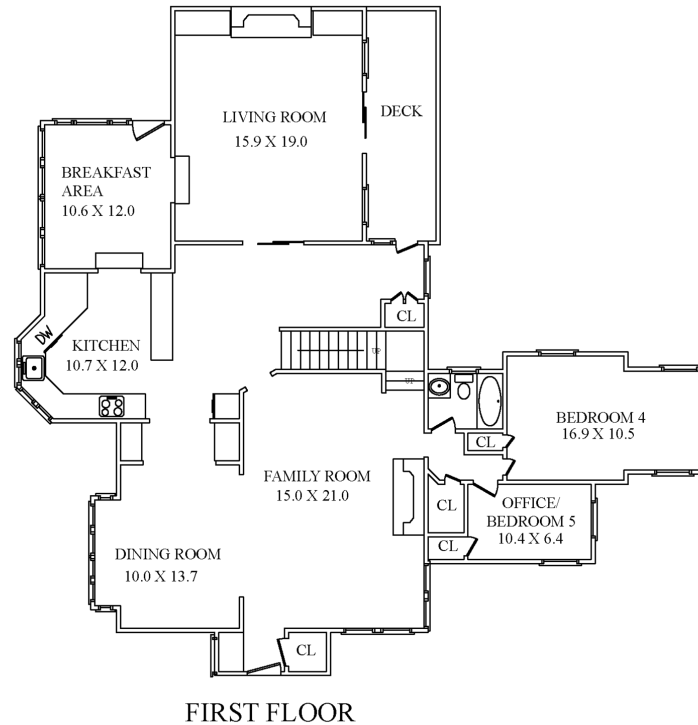 LIVING ROOM
15.9 X 19.0
DECK
BREAKFAST
AREA
10.6 X 12.0
CL
DW
KITCHEN
10.7 X 12.0
UP
UP
BEDROOM 4
16.9 X 10.5
CL
FAMILY ROOM
15.0 X 21.0
CL
OFFICE/
BEDROOM 5
10.4 X 6.4
CL
DINING ROOM
10.0 X 13.7
CL
FIRST FLOOR